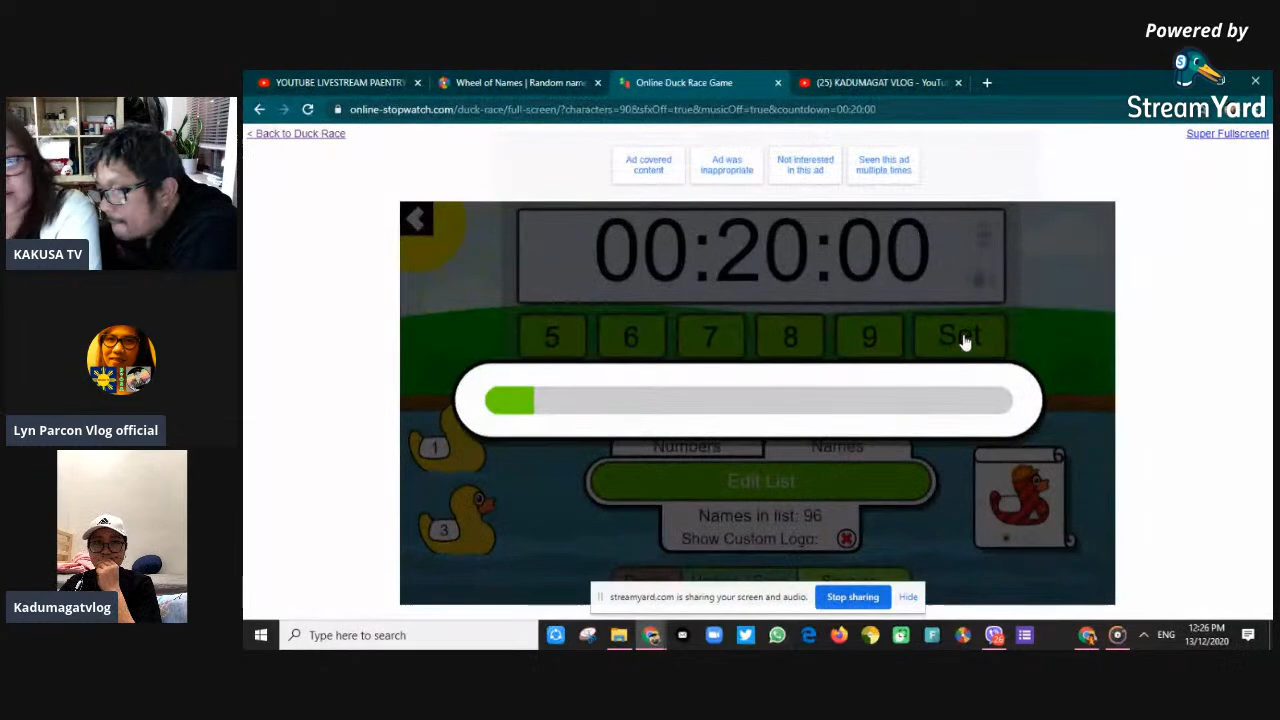 Powered by
StreamYard
YOUTUBE LIVESTREAM PAENTRY
Wheel of Names | Random name
Online Duck Race Game
(25) KADUMAGAT VLOG - YouTu
online-stopwatch.com/duck-race/full-screen/?characters=90&sfxOff=true&musicOff=true&countdown=00:20:00
< Back to Duck Race
Super Fullscreen!
Ad covered content
Ad was inappropriate
Not interested in this ad
Seen this ad multiple times
00:20:00
5 6 7 8 9 Set
KAKUSA TV
1
Numbers
Names
Edit List
Lyn Parcon Vlog official
Names in list: 96
3
Show Custom Logo:
Kadumagatvlog
streamyard.com is sharing your screen and audio.
Stop sharing
Hide
Type here to search
ENG
12:26 PM
13/12/2020